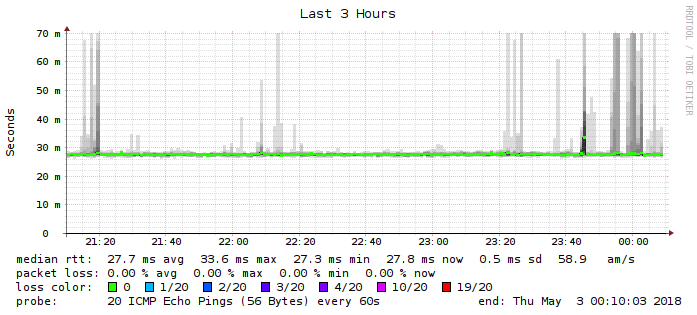 Last 3 Hours
RRDTOOL / TOBI OETIKER
Seconds
70 m
60 m
50 m
40 m
30 m
20 m
10 m
0
21:20 21:40 22:00 22:20 22:40 23:00 23:20 23:40 00:00
median rtt: 27.7 ms avg 33.6 ms max 27.3 ms min 27.8 ms now 0.5 ms sd 58.9 am/s
packet loss: 0.00 % avg 0.00 % max 0.00 % min 0.00 % now
loss color: 0 1/20 2/20 3/20 4/20 10/20 19/20
probe: 20 ICMP Echo Pings (56 Bytes) every 60s end: Thu May 3 00:10:03 2018